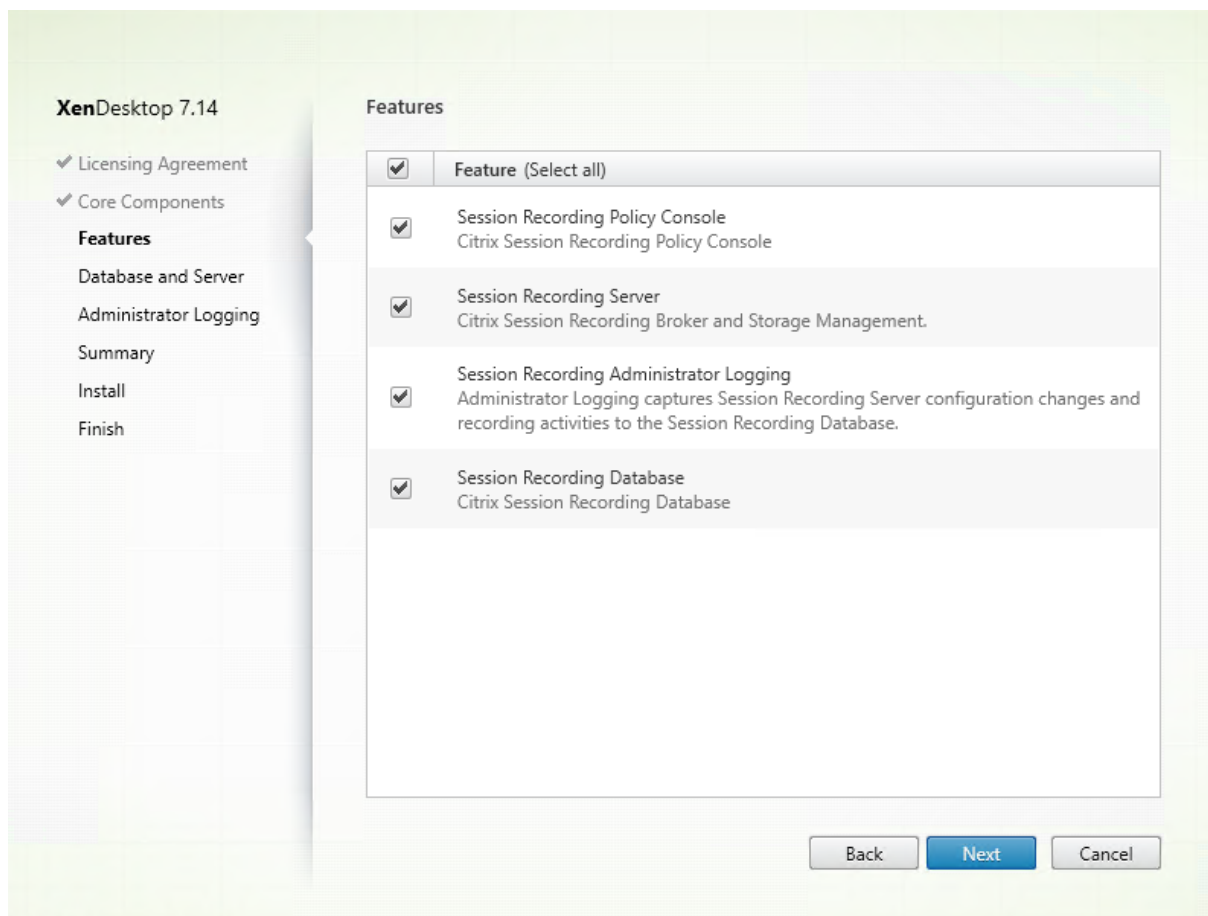 XenDesktop 7.14
Licensing Agreement
Core Components
Features
Database and Server
Administrator Logging
Summary
Install
Finish
Features
Feature (Select all)
Session Recording Policy Console
Citrix Session Recording Policy Console
Session Recording Server
Citrix Session Recording Broker and Storage Management.
Session Recording Administrator Logging
Administrator Logging captures Session Recording Server configuration changes and
recording activities to the Session Recording Database.
Session Recording Database
Citrix Session Recording Database
Back
Next
Cancel